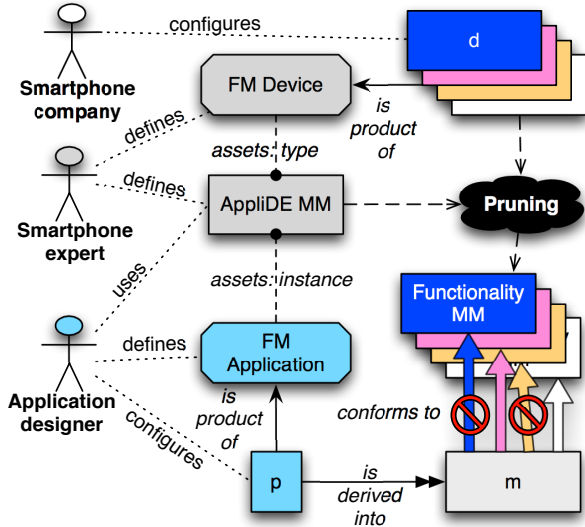 configures
d
Smartphone
company
FM Device
is
product
of
defines
assets: type
defines
AppliDE MM
Pruning
Smartphone
expert
uses
assets: instance
Functionality
MM
defines
FM
Application
Application
designer
is
product
of
conforms to
configures
p
is
derived
into
m